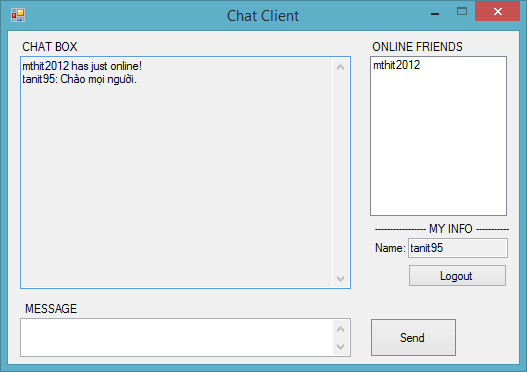 Chat Client
CHAT BOX
mthit2012 has just online!
tanit95: Chào mọi người.
ONLINE FRIENDS
mthit2012
----------------- MY INFO -----------
Name: tanit95
Logout
MESSAGE
Send